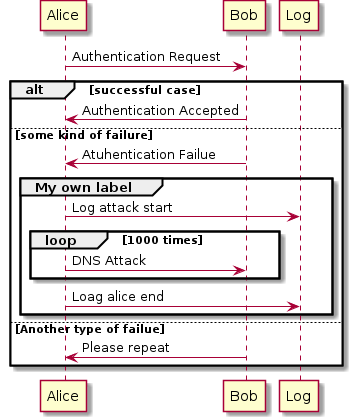 Alice Bob Log
Authentication Request
alt [successful case]
Authentication Accepted
[some kind of failure]
Atuhentication Failue
My own label
Log attack start
loop [1000 times]
DNS Attack
Loag alice end
[Another type of failue]
Please repeat
Alice Bob Log